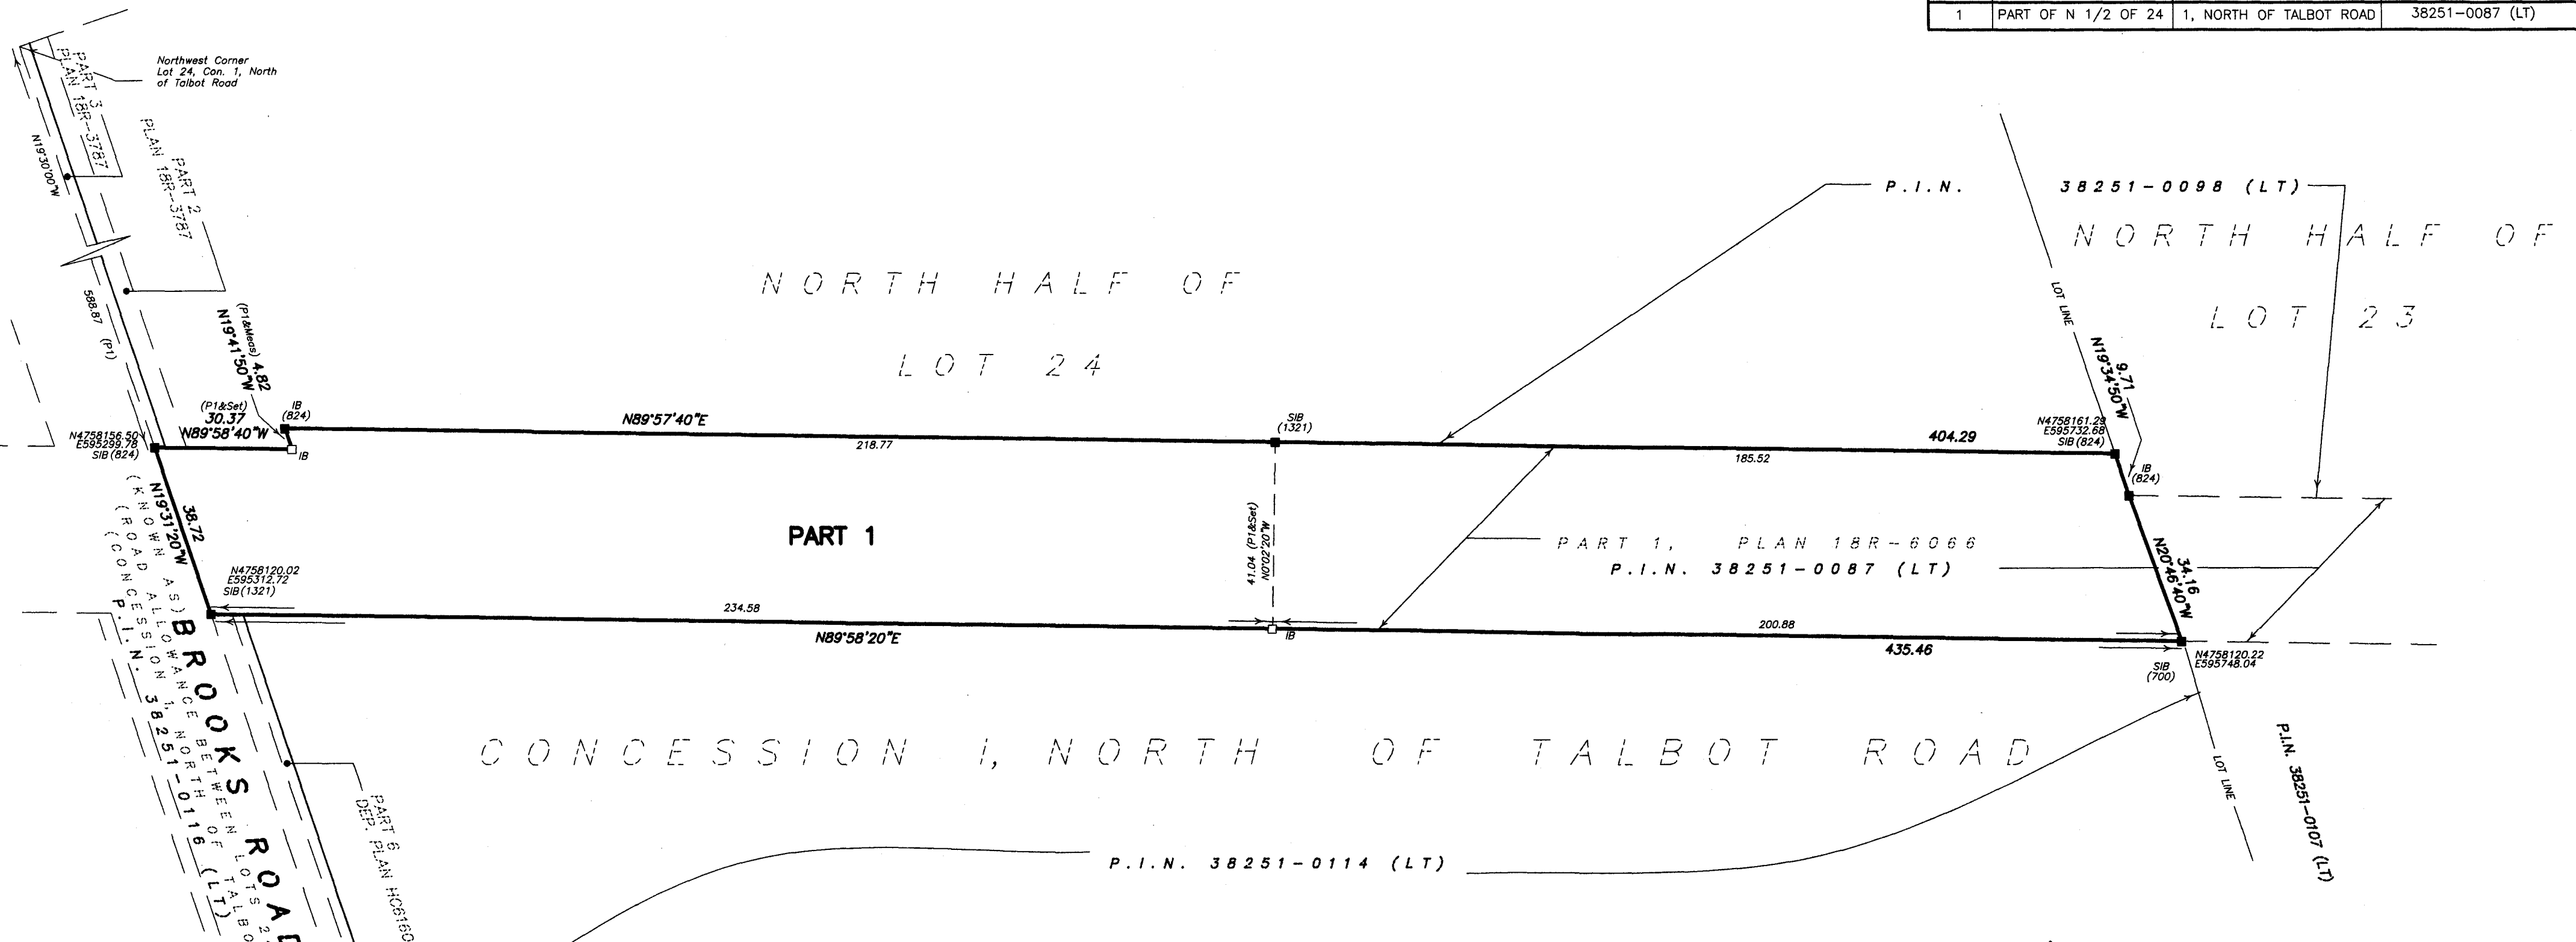 1 PART OF N 1/2 OF 24 1, NORTH OF TALBOT ROAD 38251-0087 (LT)
Northwest Corner
Lot 24, Con. 1, North
of Talbot Road
PART 3
PLAN 18R-3787
N19°30'00"W
PART 2
PLAN 18R-3787
588.87 (P1)
P.I.N. 38251-0098 (LT)
NORTH HALF OF
LOT 23
NORTH HALF OF
LOT 24
LOT LINE
(P1&Meas) 4.82
N19°41'50"W
(P1&Set)
30.37
N89°58'40"W
IB
(824)
IB
N4758156.50
E595299.78
SIB (824)
N89°57'40"E
218.77
SIB
(1321)
404.29
185.52
N4758161.29
E595732.68
SIB (824)
9.71
N19°34'50"W
IB
(824)
38.72
N19°31'20"W
PART 1
41.04 (P1&Set)
N0°02'20"W
PART 1, PLAN 18R-6066
P.I.N. 38251-0087 (LT)
34.16
N20°46'40"W
N4758120.02
E595312.72
SIB (1321)
234.58
N89°58'20"E
IB
200.88
435.46
SIB
(700)
N4758120.22
E595748.04
BROOKS ROAD
(KNOWN AS)
(ROAD ALLOWANCE BETWEEN LOTS
(CONCESSION 1, NORTH OF
P.I.N. 38251-0116 (LT)
CONCESSION 1, NORTH OF TALBOT ROAD
PART 6
DEP. PLAN HC6160
P.I.N. 38251-0114 (LT)
LOT LINE
P.I.N. 38251-0107 (LT)